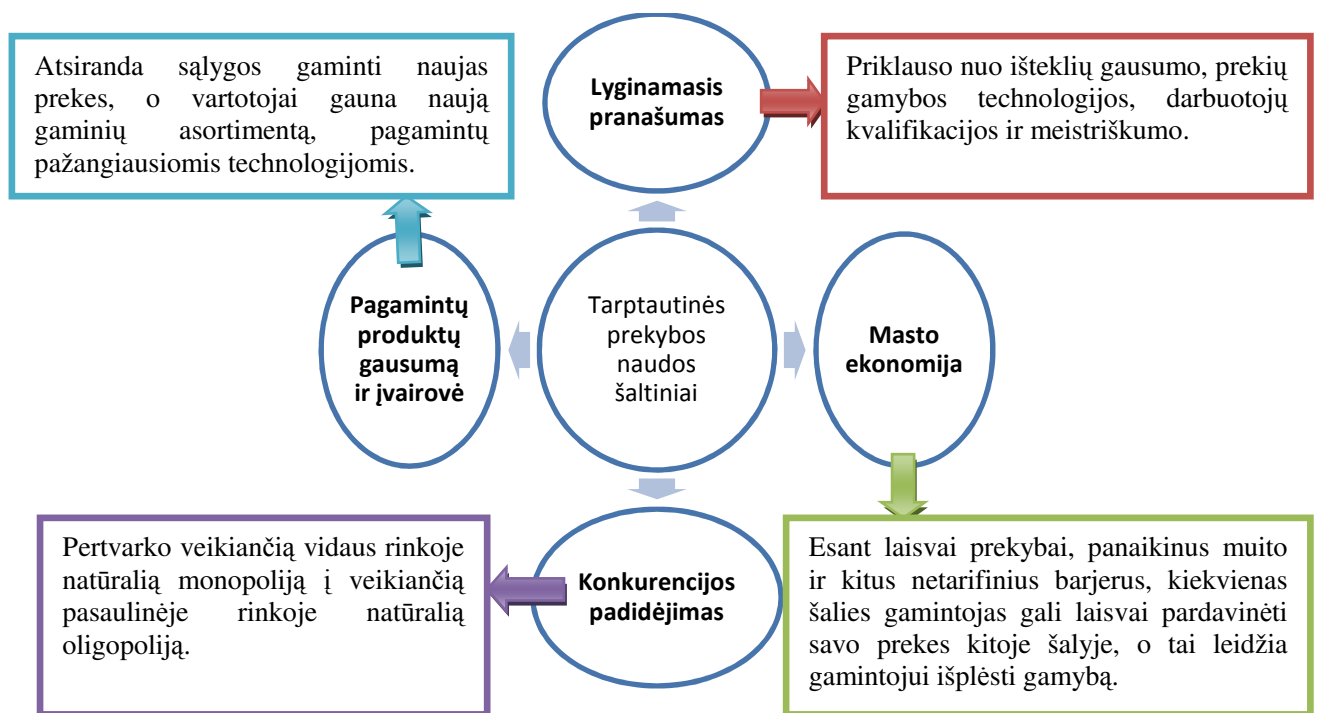 Atsiranda sąlygos gaminti naujas
prekes, o vartotojai gauna naują
gaminių asortimentą, pagamintų
pažangiausiomis technologijomis.
Lyginamasis
pranašumas
Priklauso nuo išteklių gausumo, prekių
gamybos technologijos, darbuotojų
kvalifikacijos ir meistriškumo.
Pagamintų
produktų
gausumą
ir įvairovė
Tarptautinės
prekybos
naudos
šaltiniai
Masto
ekonomija
Pertvarko veikiančią vidaus rinkoje
natūralią monopoliją į veikiančią
pasaulinėje rinkoje natūralią
oligopoliją.
Konkurencijos
padidėjimas
Esant laisvai prekybai, panaikinus muito
ir kitus netarifinius barjerus, kiekvienas
šalies gamintojas gali laisvai pardavinėti
savo prekes kitoje šalyje, o tai leidžia
gamintojui išplėsti gamybą.